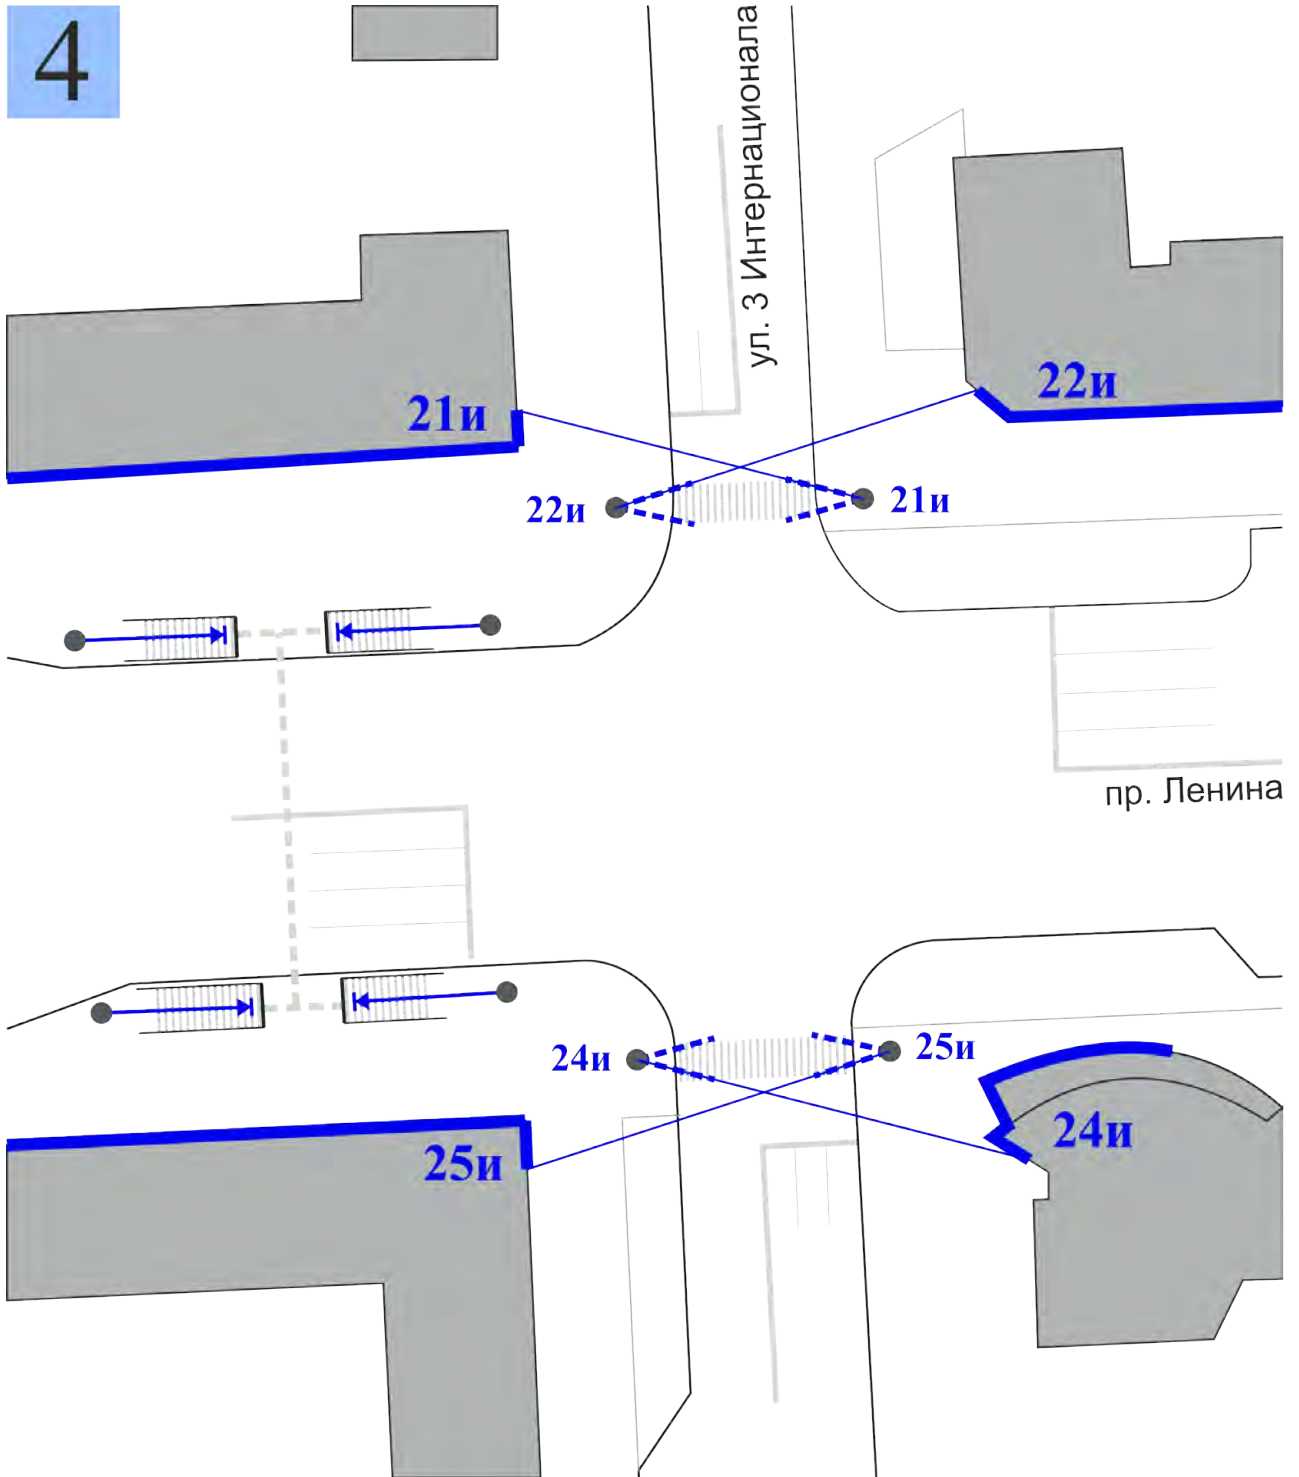 4
ул. 3 Интернационала
22и
21и
22и
21и
пр. Ленина
24и
25и
25и
24и